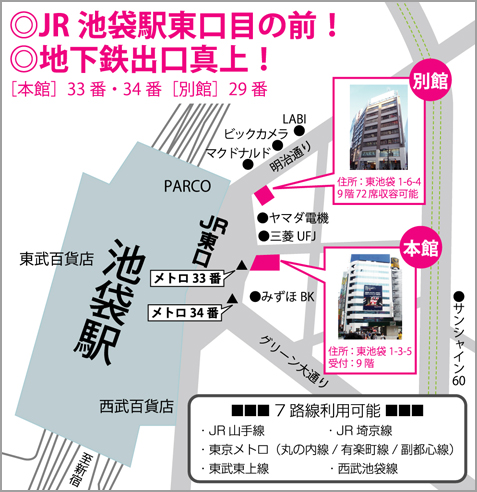 ◎JR 池袋駅東口目の前！
◎地下鉄出口真上！
［本館］33 番・34 番［別館］29 番
別館
LABI
ビックカメラ
マクドナルド
明治通り
住所：東池袋 1-6-4
9 階 72 席収容可能
PARCO
JR 東口
ヤマダ電機
三菱 UFJ
本館
東武百貨店
池袋駅
メトロ 33 番
メトロ 34 番
みずほ BK
住所：東池袋 1-3-5
受付：9 階
サンシャイン60
グリーン大通り
西武百貨店
至新宿
■■■ 7 路線利用可能 ■■■
・JR 山手線 ・JR 埼京線
・東京メトロ（丸の内線 / 有楽町線 / 副都心線）
・東武東上線 ・西武池袋線